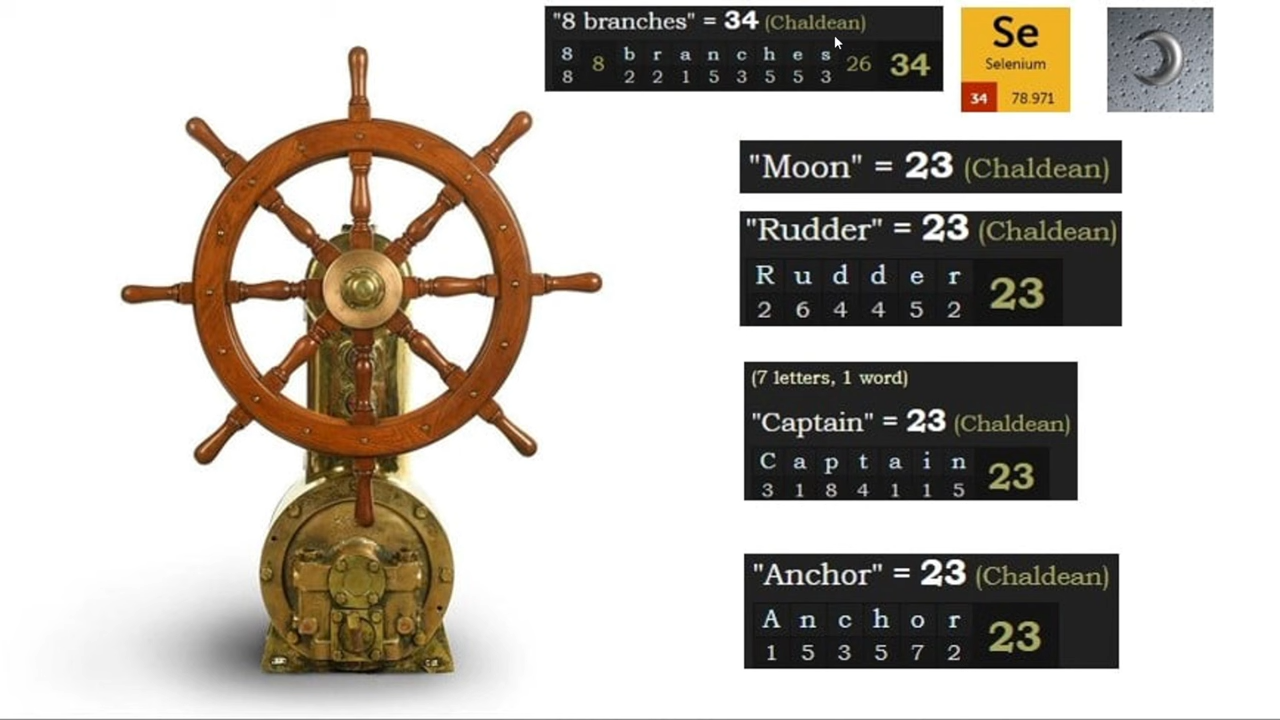 "8 branches" = 34 (Chaldean)
8 8 b r a n c h e s 26 34
8 2 2 1 5 3 5 5 3
Se
Selenium
34 78.971
"Moon" = 23 (Chaldean)
"Rudder" = 23 (Chaldean)
R u d d e r 23
2 6 4 4 5 2
(7 letters, 1 word)
"Captain" = 23 (Chaldean)
C a p t a i n 23
3 1 8 4 1 1 5
"Anchor" = 23 (Chaldean)
A n c h o r 23
1 5 3 5 7 2